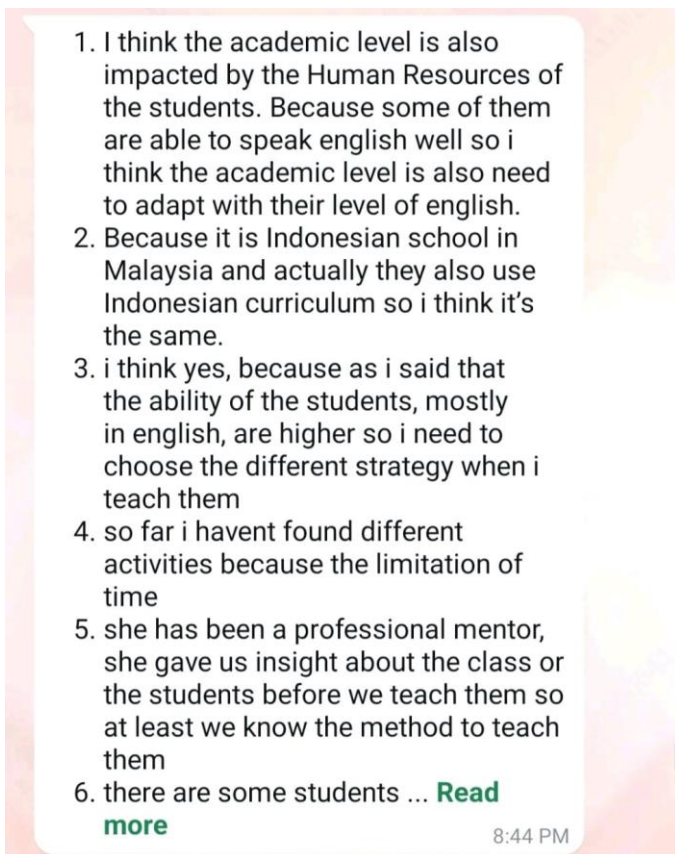 1. I think the academic level is also
impacted by the Human Resources of
the students. Because some of them
are able to speak english well so i
think the academic level is also need
to adapt with their level of english.
2. Because it is Indonesian school in
Malaysia and actually they also use
Indonesian curriculum so i think it's
the same.
3. i think yes, because as i said that
the ability of the students, mostly
in english, are higher so i need to
choose the different strategy when i
teach them
4. so far i havent found different
activities because the limitation of
time
5. she has been a professional mentor,
she gave us insight about the class or
the students before we teach them so
at least we know the method to teach
them
6. there are some students ... Read
more
8:44 PM